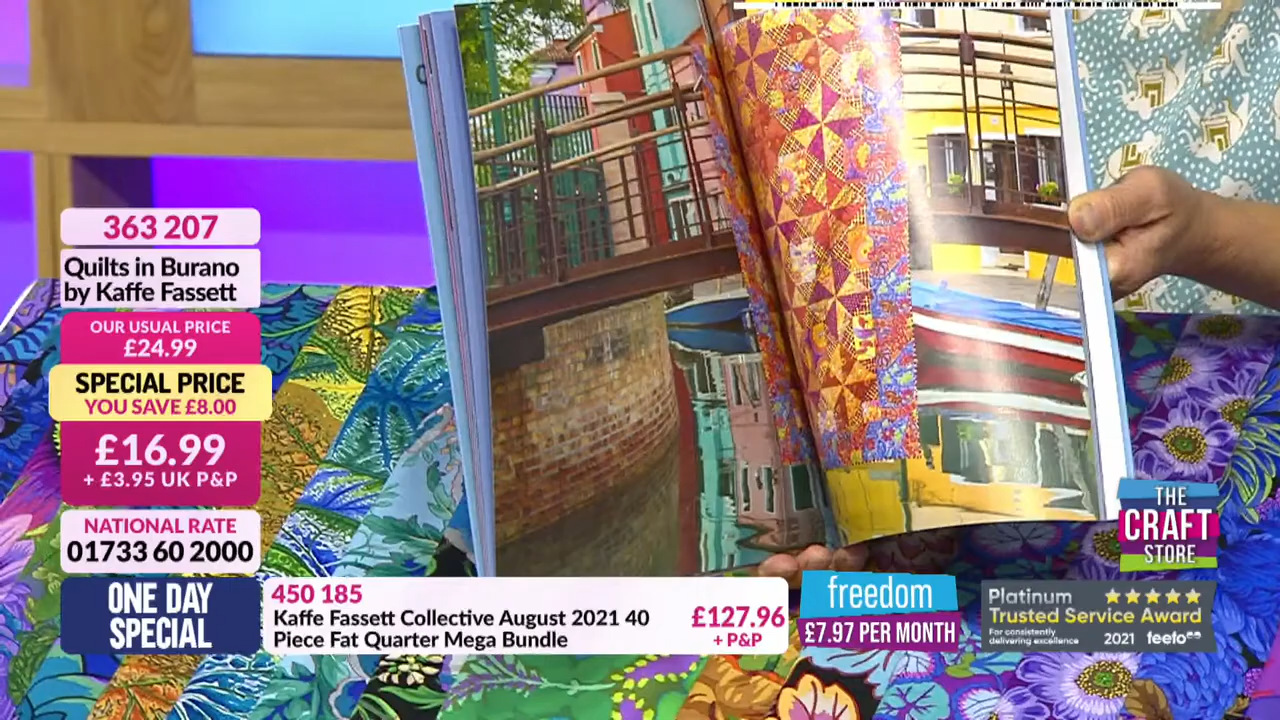 363 207
Quilts in Burano
by Kaffe Fassett
OUR USUAL PRICE
£24.99
SPECIAL PRICE
YOU SAVE £8.00
£16.99
+ £3.95 UK P&P
NATIONAL RATE
01733 60 2000
ONE DAY
SPECIAL
450 185
Kaffe Fassett Collective August 2021 40
Piece Fat Quarter Mega Bundle
£127.96
+ P&P
freedom
£7.97 PER MONTH
THE
CRAFT
STORE
Platinum
Trusted Service Award
For consistently
delivering excellence
2021 feefo